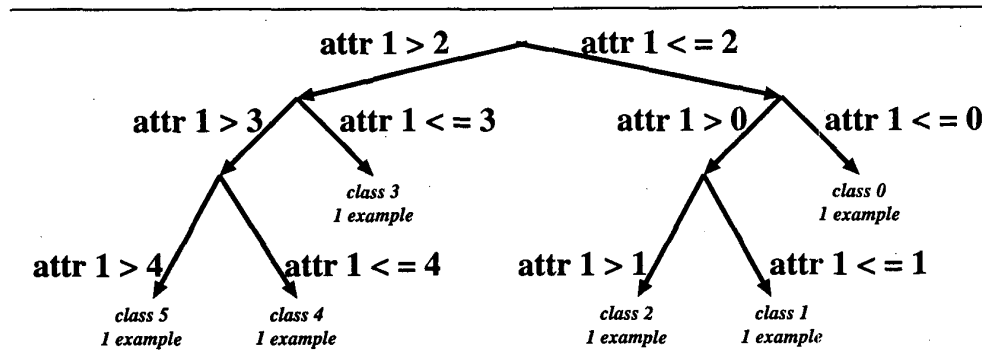 attr 1 > 2
attr 1 < = 2
attr 1 > 3
attr 1 < = 3
attr 1 > 0
attr 1 < = 0
class 3
1 example
class 0
1 example
attr 1 > 4
attr 1 < = 4
attr 1 > 1
attr 1 < = 1
class 5
1 example
class 4
1 example
class 2
1 example
class 1
1 example